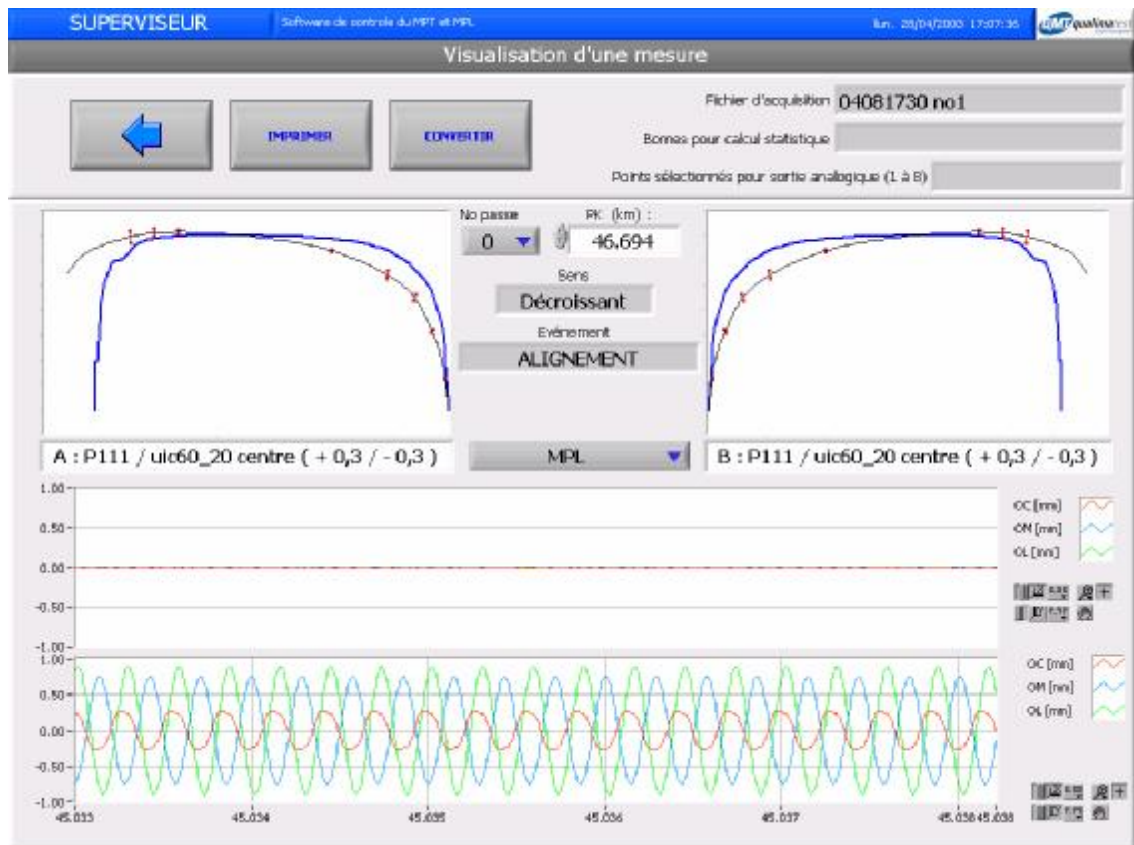 SUPERVISEUR
Software de controle du MPT et MPL
lun. 28/04/2003 17:07:36
qualimatest
Visualisation d'une mesure
IMPRIMER
CONVERTIR
Fichier d'acquisition 04081730 no1
Bornes pour calcul statistique
Points sélectionnés pour sortie analogique (1 à 8)
No passe
PK (km) :
0
46,694
Sens
Décroissant
Evénement
ALIGNEMENT
A : P111 / uic60_20 centre ( + 0,3 / - 0,3 )
MPL
B : P111 / uic60_20 centre ( + 0,3 / - 0,3 )
1.00
0.50
0.00
-0.50
-1.00
OC [mm]
OM [mm]
OL [mm]
1.00
0.50
0.00
-0.50
-1.00
OC [mm]
OM [mm]
OL [mm]
45.033
45.034
45.035
45.036
45.037
45.038
45.038